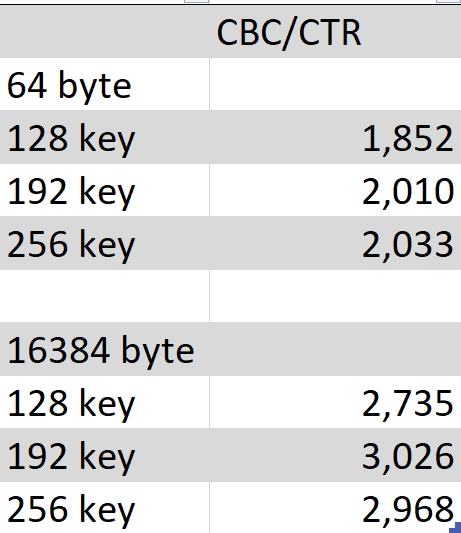 CBC/CTR
64 byte
128 key 1,852
192 key 2,010
256 key 2,033
16384 byte
128 key 2,735
192 key 3,026
256 key 2,968